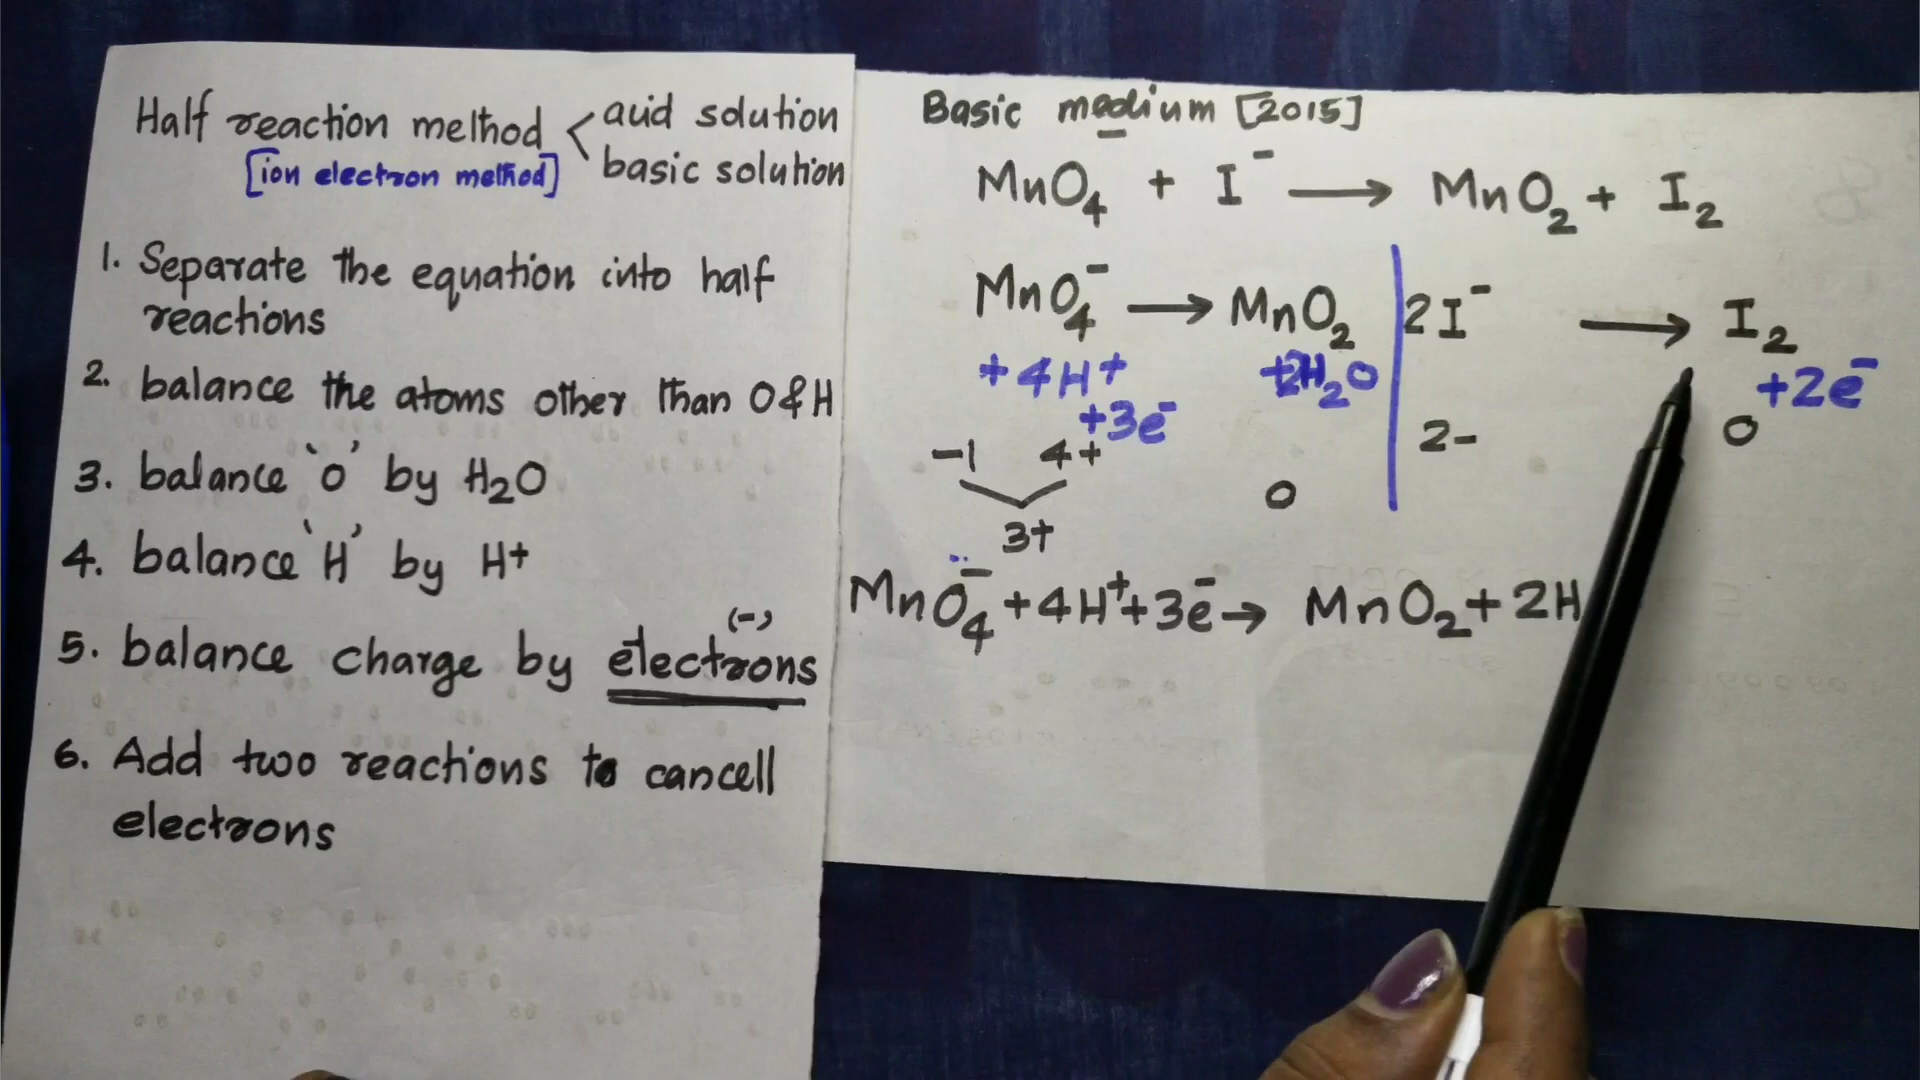 Half reaction melhod < auid solution
basic solution
[ion electron melhod]
1. Separate the equation into half
reactions
2. balance the atoms other than O & H
3. balance 'o' by H2O
4. balance 'H' by H+
(-)
5. balance charge by electrons
6. Add two reactions to cancell
electrons
Basic medium [2015]
MnO4⁻ + I⁻ → MnO2 + I2
MnO4⁻ → MnO2 | 2I⁻ → I2
+4H+ +2H2O +2e⁻
+3e⁻
-1 4+ 2- 0
0
3+
MnO4⁻ + 4H⁺ + 3e⁻ → MnO2 + 2H